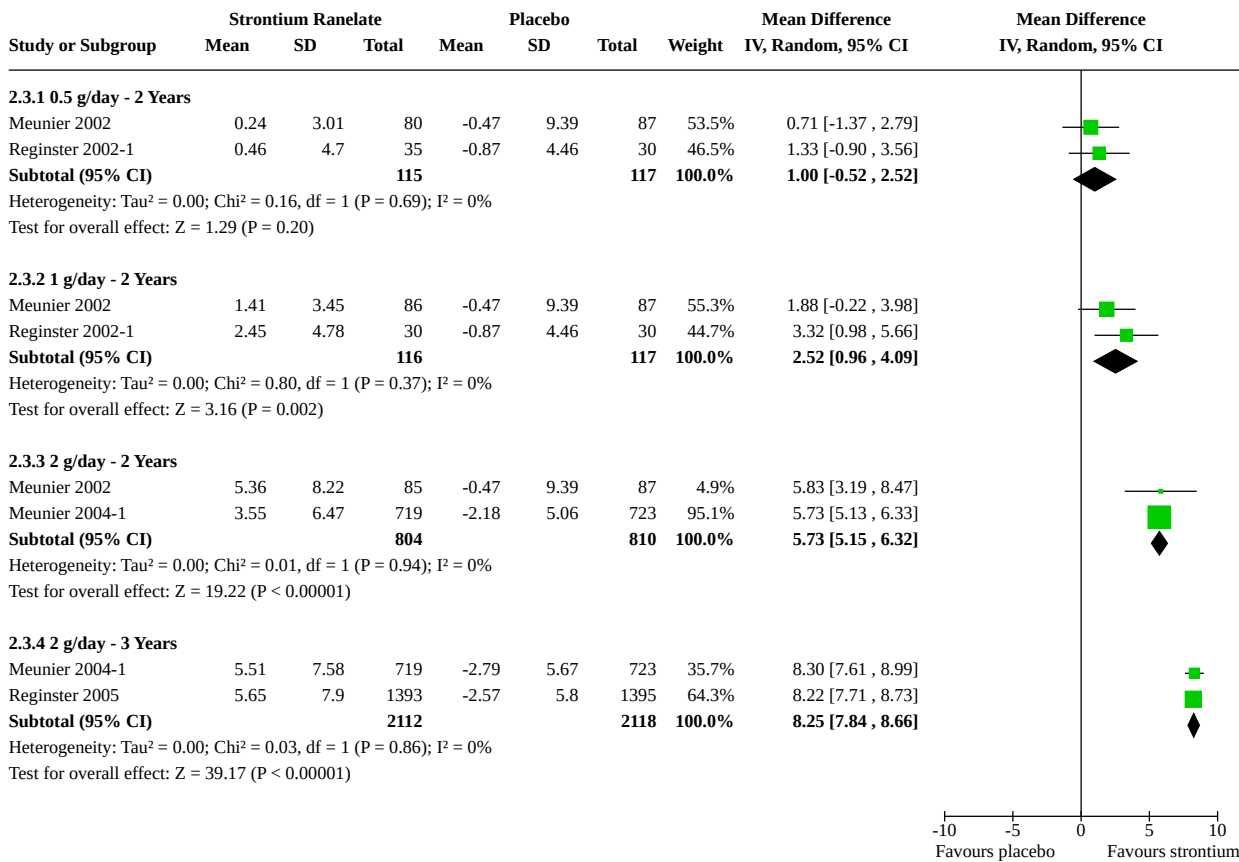 Strontium Ranelate Placebo Mean Difference Mean Difference
Study or Subgroup Mean SD Total Mean SD Total Weight IV, Random, 95% CI IV, Random, 95% CI
2.3.1 0.5 g/day - 2 Years
Meunier 2002 0.24 3.01 80 -0.47 9.39 87 53.5% 0.71 [-1.37 , 2.79]
Reginster 2002-1 0.46 4.7 35 -0.87 4.46 30 46.5% 1.33 [-0.90 , 3.56]
Subtotal (95% CI) 115 117 100.0% 1.00 [-0.52 , 2.52]
Heterogeneity: Tau² = 0.00; Chi² = 0.16, df = 1 (P = 0.69); I² = 0%
Test for overall effect: Z = 1.29 (P = 0.20)
2.3.2 1 g/day - 2 Years
Meunier 2002 1.41 3.45 86 -0.47 9.39 87 55.3% 1.88 [-0.22 , 3.98]
Reginster 2002-1 2.45 4.78 30 -0.87 4.46 30 44.7% 3.32 [0.98 , 5.66]
Subtotal (95% CI) 116 117 100.0% 2.52 [0.96 , 4.09]
Heterogeneity: Tau² = 0.00; Chi² = 0.80, df = 1 (P = 0.37); I² = 0%
Test for overall effect: Z = 3.16 (P = 0.002)
2.3.3 2 g/day - 2 Years
Meunier 2002 5.36 8.22 85 -0.47 9.39 87 4.9% 5.83 [3.19 , 8.47]
Meunier 2004-1 3.55 6.47 719 -2.18 5.06 723 95.1% 5.73 [5.13 , 6.33]
Subtotal (95% CI) 804 810 100.0% 5.73 [5.15 , 6.32]
Heterogeneity: Tau² = 0.00; Chi² = 0.01, df = 1 (P = 0.94); I² = 0%
Test for overall effect: Z = 19.22 (P < 0.00001)
2.3.4 2 g/day - 3 Years
Meunier 2004-1 5.51 7.58 719 -2.79 5.67 723 35.7% 8.30 [7.61 , 8.99]
Reginster 2005 5.65 7.9 1393 -2.57 5.8 1395 64.3% 8.22 [7.71 , 8.73]
Subtotal (95% CI) 2112 2118 100.0% 8.25 [7.84 , 8.66]
Heterogeneity: Tau² = 0.00; Chi² = 0.03, df = 1 (P = 0.86); I² = 0%
Test for overall effect: Z = 39.17 (P < 0.00001)
-10 -5 0 5 10
Favours placebo Favours strontium